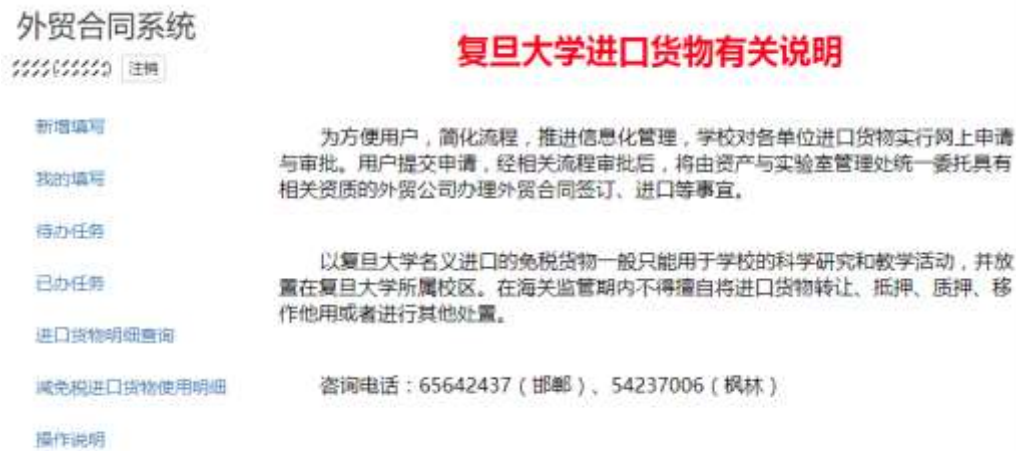 外贸合同系统
注销
新增填写
我的填写
待办任务
已办任务
进口货物明细查询
减免税进口货物使用明细
操作说明
复旦大学进口货物有关说明
为方便用户，简化流程，推进信息化管理，学校对各单位进口货物实行网上申请
与审批。用户提交申请，经相关流程审批后，将由资产与实验室管理处统一委托具有
相关资质的外贸公司办理外贸合同签订、进口等事宜。
以复旦大学名义进口的免税货物一般只能用于学校的科学研究和教学活动，并放
置在复旦大学所属校区。在海关监管期内不得擅自将进口货物转让、抵押、质押、移
作他用或者进行其他处置。
咨询电话：65642437（邯郸）、54237006（枫林）